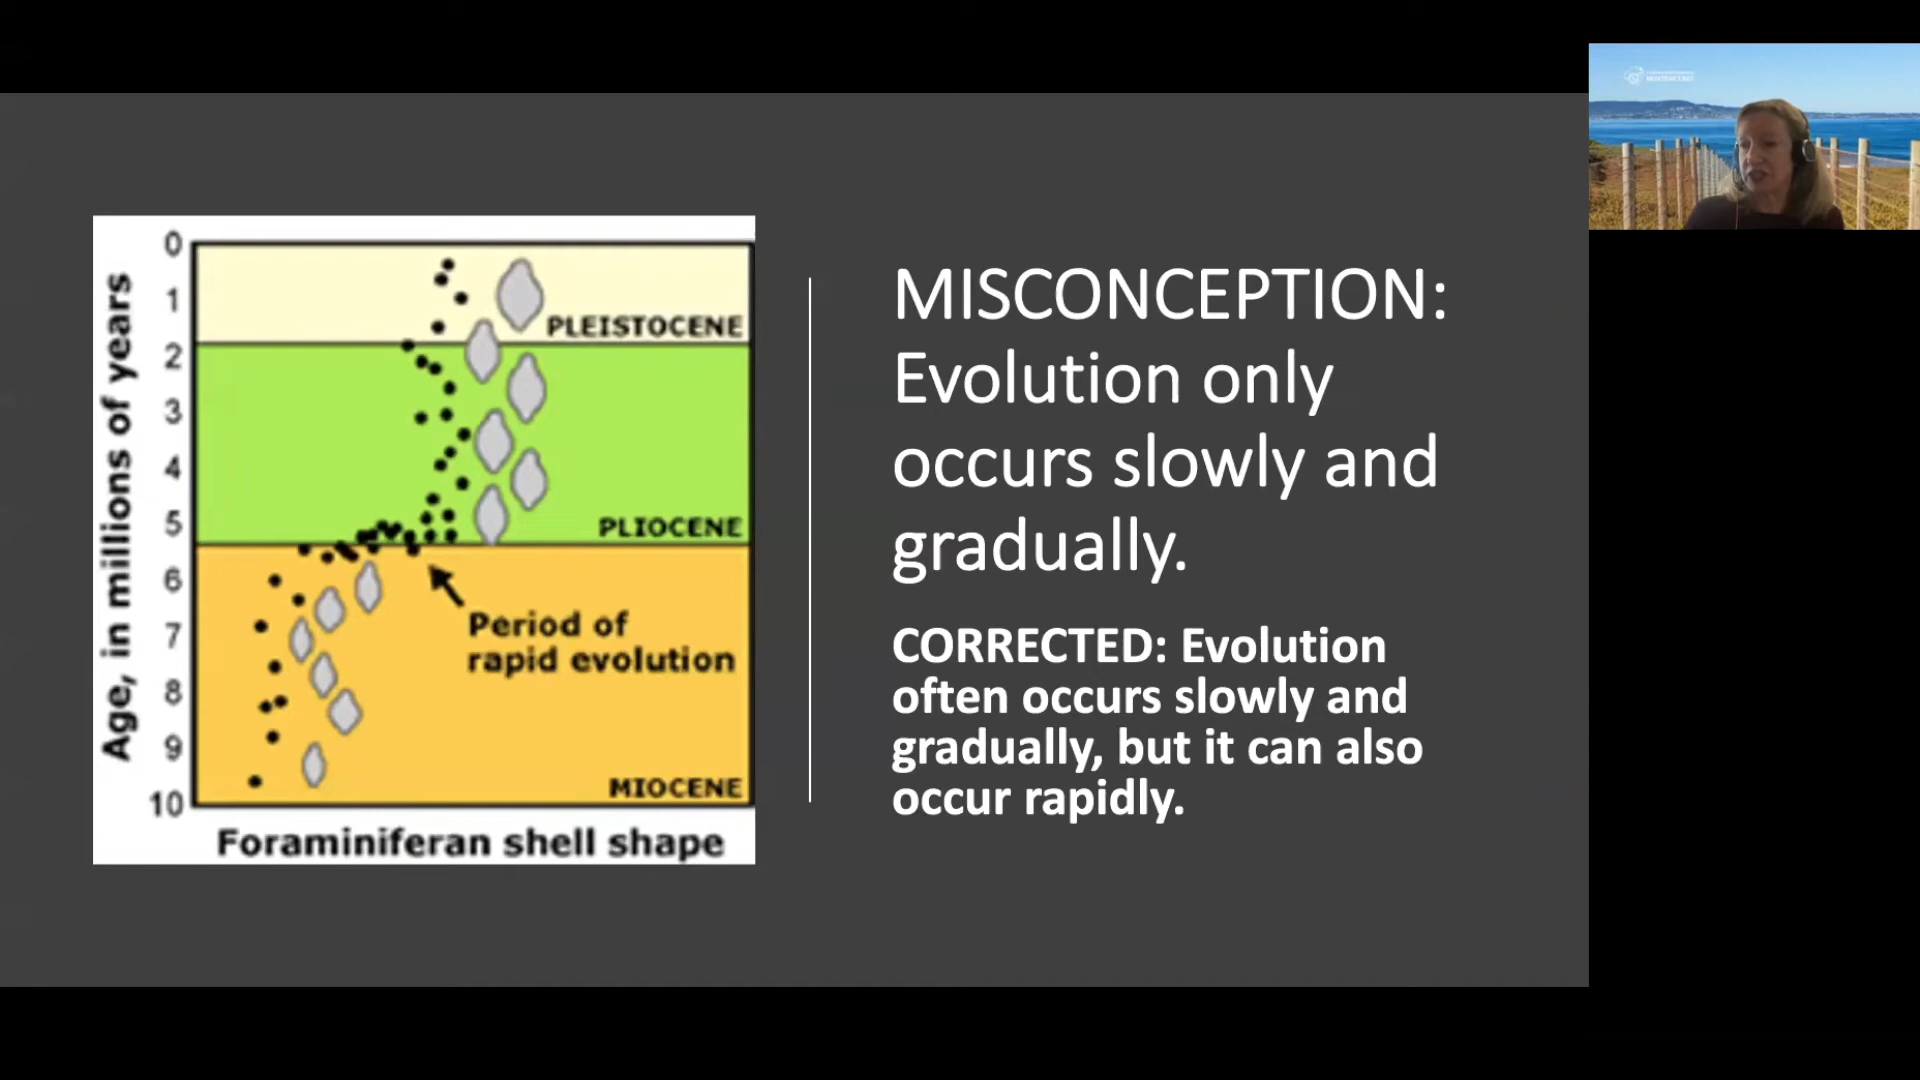 MISCONCEPTION:
Evolution only
occurs slowly and
gradually.
CORRECTED: Evolution
often occurs slowly and
gradually, but it can also
occur rapidly.
Age, in millions of years
0
1
2
3
4
5
6
7
8
9
10
PLEISTOCENE
PLIOCENE
Period of
rapid evolution
MIOCENE
Foraminiferan shell shape